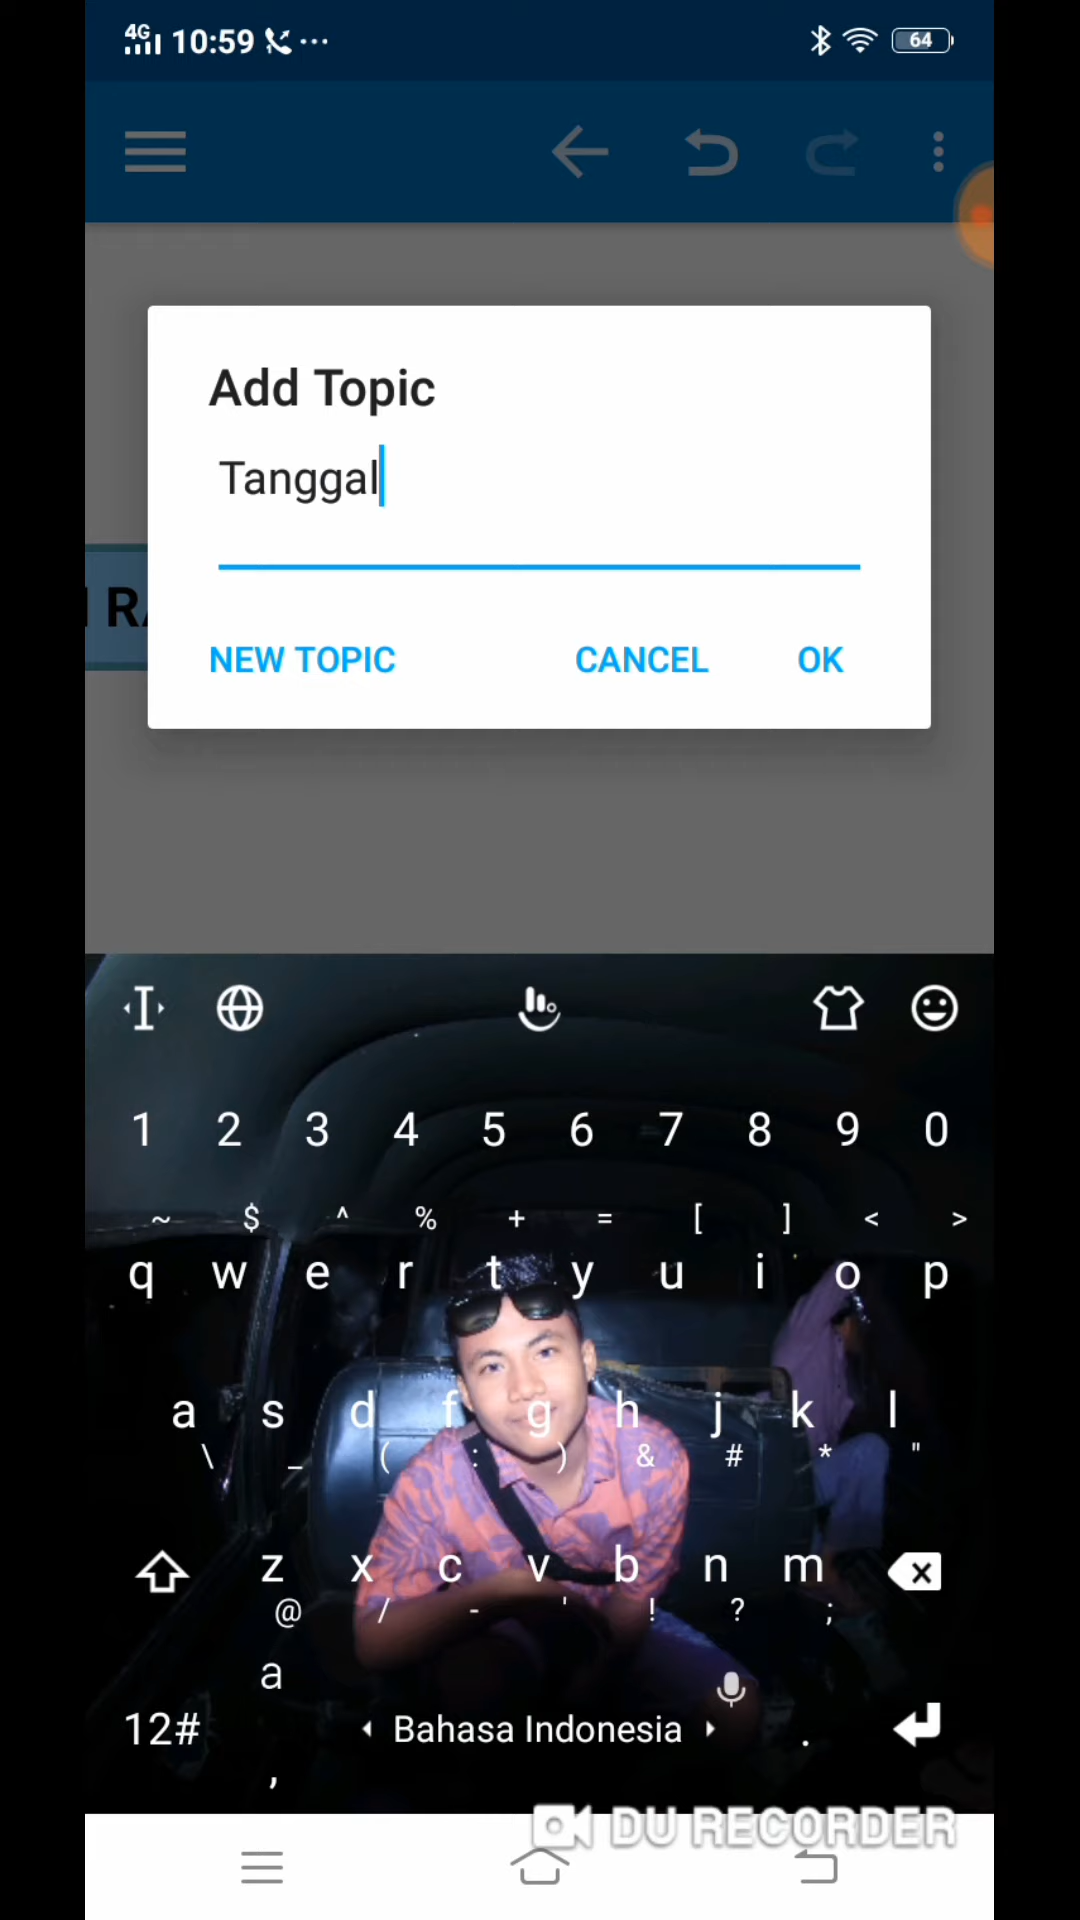 4G 10:59 ... 64
Add Topic
Tanggal
RA
NEW TOPIC CANCEL OK
1 2 3 4 5 6 7 8 9 0
~ $ ^ % + = [ ] < >
q w e r t y u i o p
a s d f g h j k l
\ _ ( : ) & # * "
z x c v b n m
@ / - ' ! ? ;
a
12# Bahasa Indonesia .
,
DU RECORDER